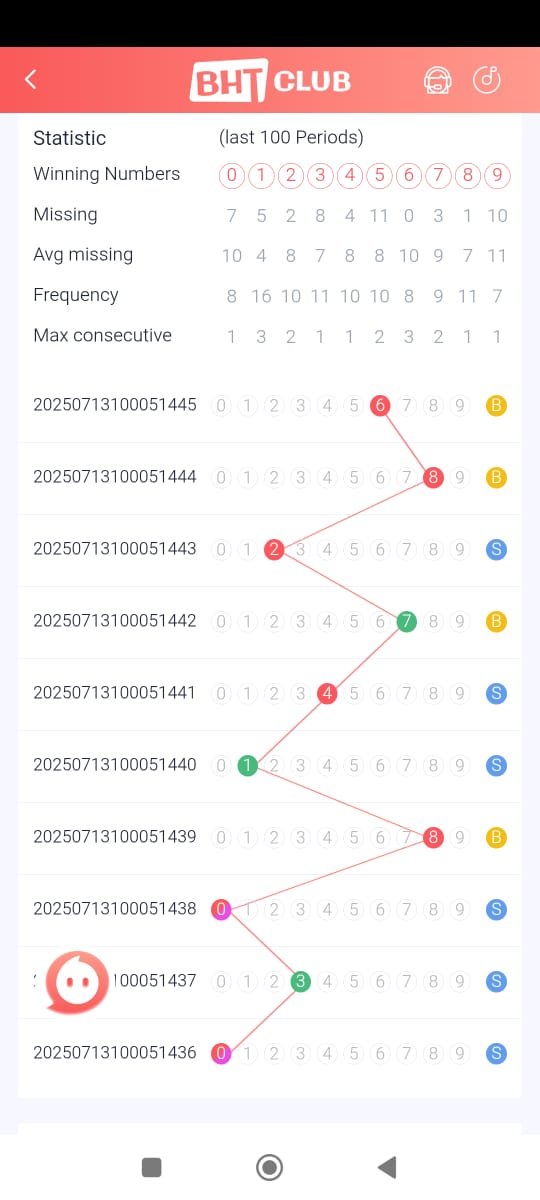 BHT CLUB
Statistic (last 100 Periods)
Winning Numbers 0 1 2 3 4 5 6 7 8 9
Missing 7 5 2 8 4 11 0 3 1 10
Avg missing 10 4 8 7 8 8 10 9 7 11
Frequency 8 16 10 11 10 10 8 9 11 7
Max consecutive 1 3 2 1 1 2 3 2 1 1
20250713100051445 0 1 2 3 4 5 6 7 8 9 B
20250713100051444 0 1 2 3 4 5 6 7 8 9 B
20250713100051443 0 1 2 3 4 5 6 7 8 9 S
20250713100051442 0 1 2 3 4 5 6 7 8 9 B
20250713100051441 0 1 2 3 4 5 6 7 8 9 S
20250713100051440 0 1 2 3 4 5 6 7 8 9 S
20250713100051439 0 1 2 3 4 5 6 7 8 9 B
20250713100051438 0 1 2 3 4 5 6 7 8 9 S
100051437 0 1 2 3 4 5 6 7 8 9 S
20250713100051436 0 1 2 3 4 5 6 7 8 9 S